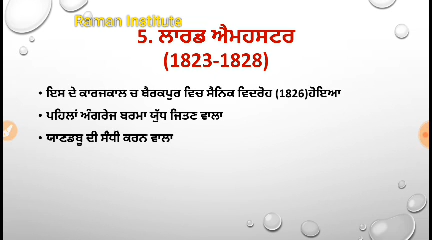 Raman Institute
5. ਲਾਰਡ ਐਮਹਸਟਰ
(1823-1828)
• ਇਸ ਦੇ ਕਾਰਜਕਾਲ ਚ ਬੈਰਕਪੁਰ ਵਿਚ ਸੈਨਿਕ ਵਿਦਰੋਹ (1826)ਹੋਇਆ
• ਪਹਿਲਾਂ ਅੰਗਰੇਜ ਬਰਮਾ ਯੁੱਧ ਜਿਤਣ ਵਾਲਾ
• ਯਾਣਡਬੂ ਦੀ ਸੰਧੀ ਕਰਨ ਵਾਲਾ